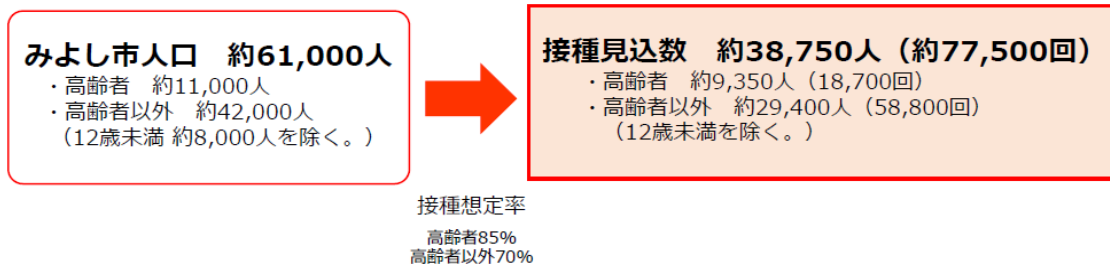 みよし市人口　約61,000人
・高齢者　約11,000人
・高齢者以外　約42,000人
（12歳未満 約8,000人を除く。）
接種見込数　約38,750人（約77,500回）
・高齢者　約9,350人（18,700回）
・高齢者以外　約29,400人（58,800回）
（12歳未満を除く。）
接種想定率
高齢者85%
高齢者以外70%